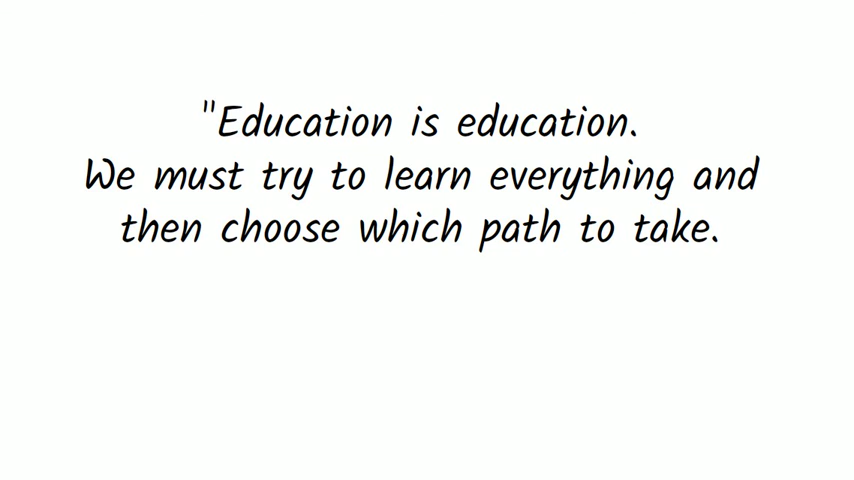 "Education is education.
We must try to learn everything and
then choose which path to take.